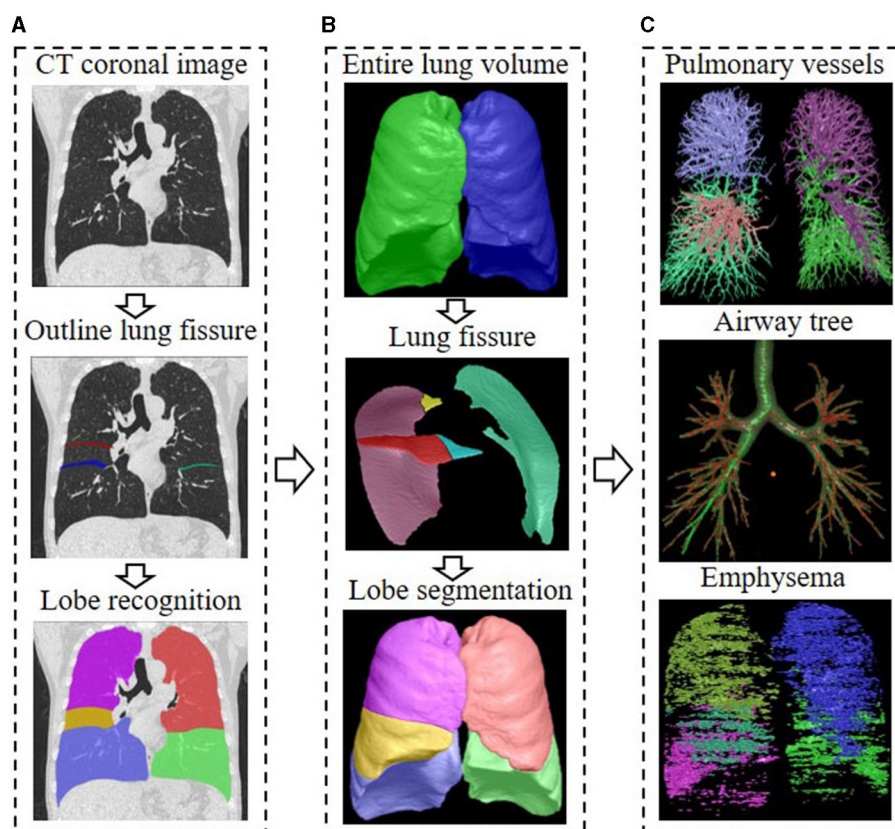 A
CT coronal image
Outline lung fissure
Lobe recognition
B
Entire lung volume
Lung fissure
Lobe segmentation
C
Pulmonary vessels
Airway tree
Emphysema